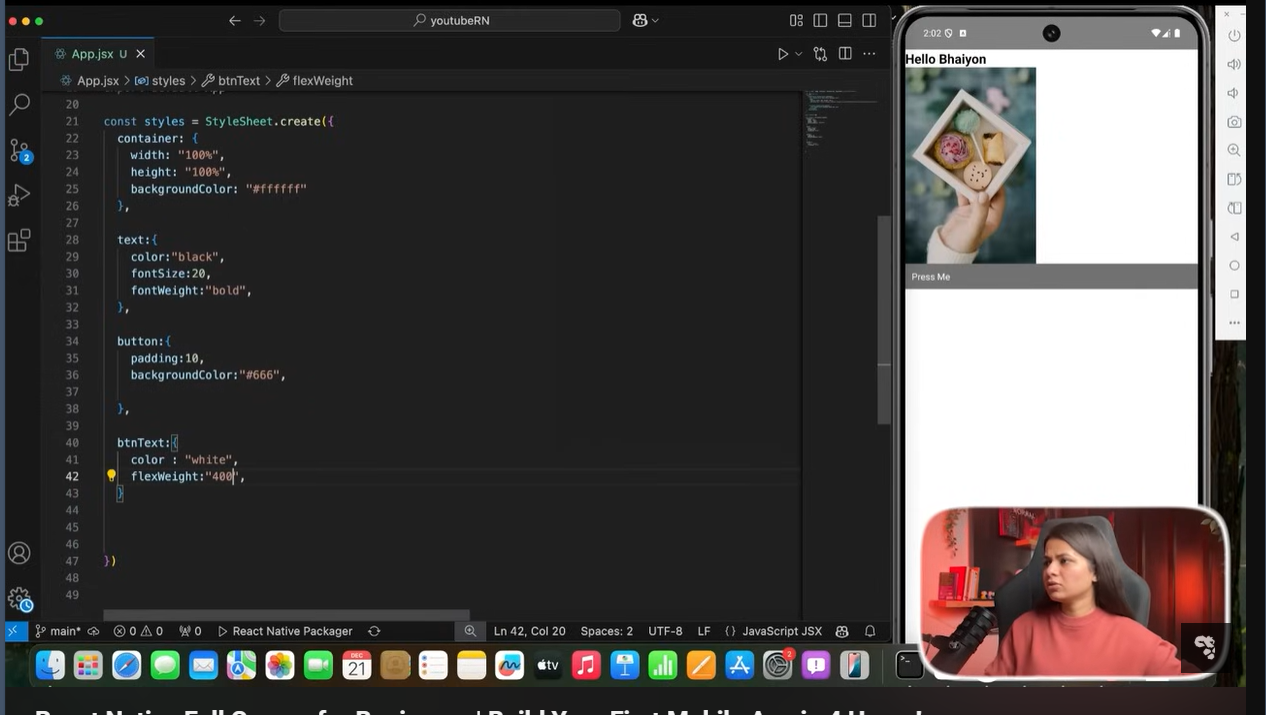 youtubeRN
App.jsx U
App.jsx > styles > btnText > flexWeight
20
21 const styles = StyleSheet.create({
22 container: {
23 width: "100%",
24 height: "100%",
25 backgroundColor: "#ffffff"
26 },
27
28 text:{
29 color:"black",
30 fontSize:20,
31 fontWeight:"bold",
32 },
33
34 button:{
35 padding:10,
36 backgroundColor:"#666",
37
38 },
39
40 btnText:{
41 color : "white",
42 flexWeight:"400",
43 }
44
45
46
47 })
48
49
2
main* 0 0 0 React Native Packager Ln 42, Col 20 Spaces: 2 UTF-8 LF {} JavaScript JSX
2:02
Hello Bhaiyon
Press Me
DEC
21
tv
2